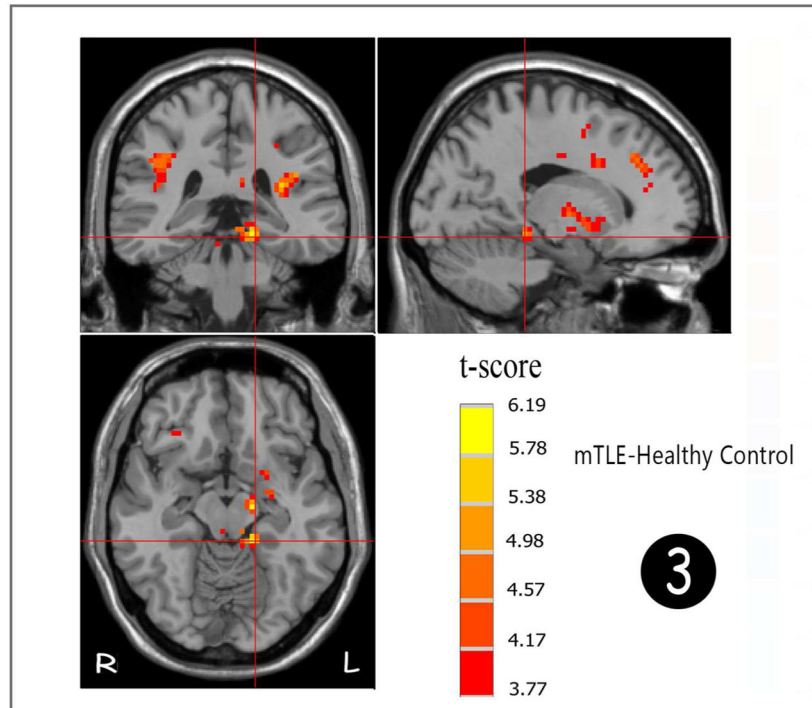 t-score
6.19
5.78
5.38
4.98
4.57
4.17
3.77
mTLE-Healthy Control
3
R L